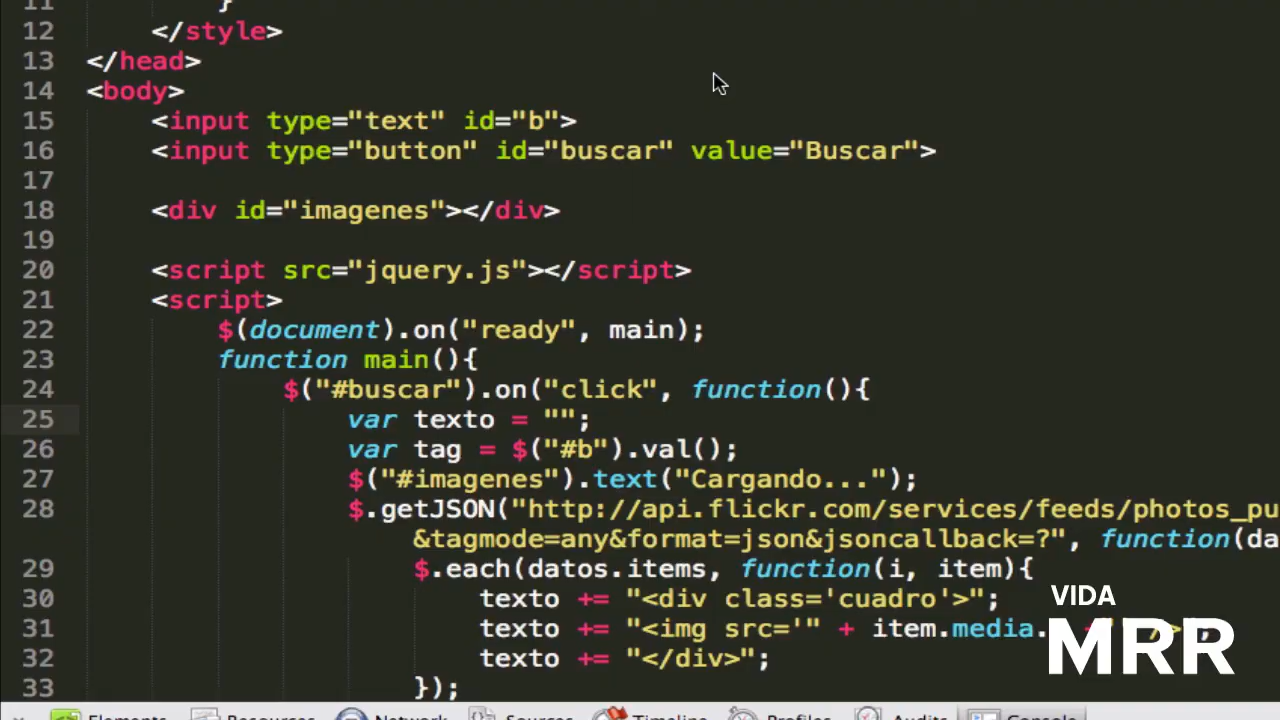 11 }
12 </style>
13 </head>
14 <body>
15 <input type="text" id="b">
16 <input type="button" id="buscar" value="Buscar">
17
18 <div id="imagenes"></div>
19
20 <script src="jquery.js"></script>
21 <script>
22 $(document).on("ready", main);
23 function main(){
24 $("#buscar").on("click", function(){
25 var texto = "";
26 var tag = $("#b").val();
27 $("#imagenes").text("Cargando...");
28 $.getJSON("http://api.flickr.com/services/feeds/photos_pu
&tagmode=any&format=json&jsoncallback=?", function(da
29 $.each(datos.items, function(i, item){
30 texto += "<div class='cuadro'>";
31 texto += "<img src='" + item.media.
32 texto += "</div>";
33 });
VIDA
MRR
Elements Resources Network Sources Timeline Profiles Audits Console